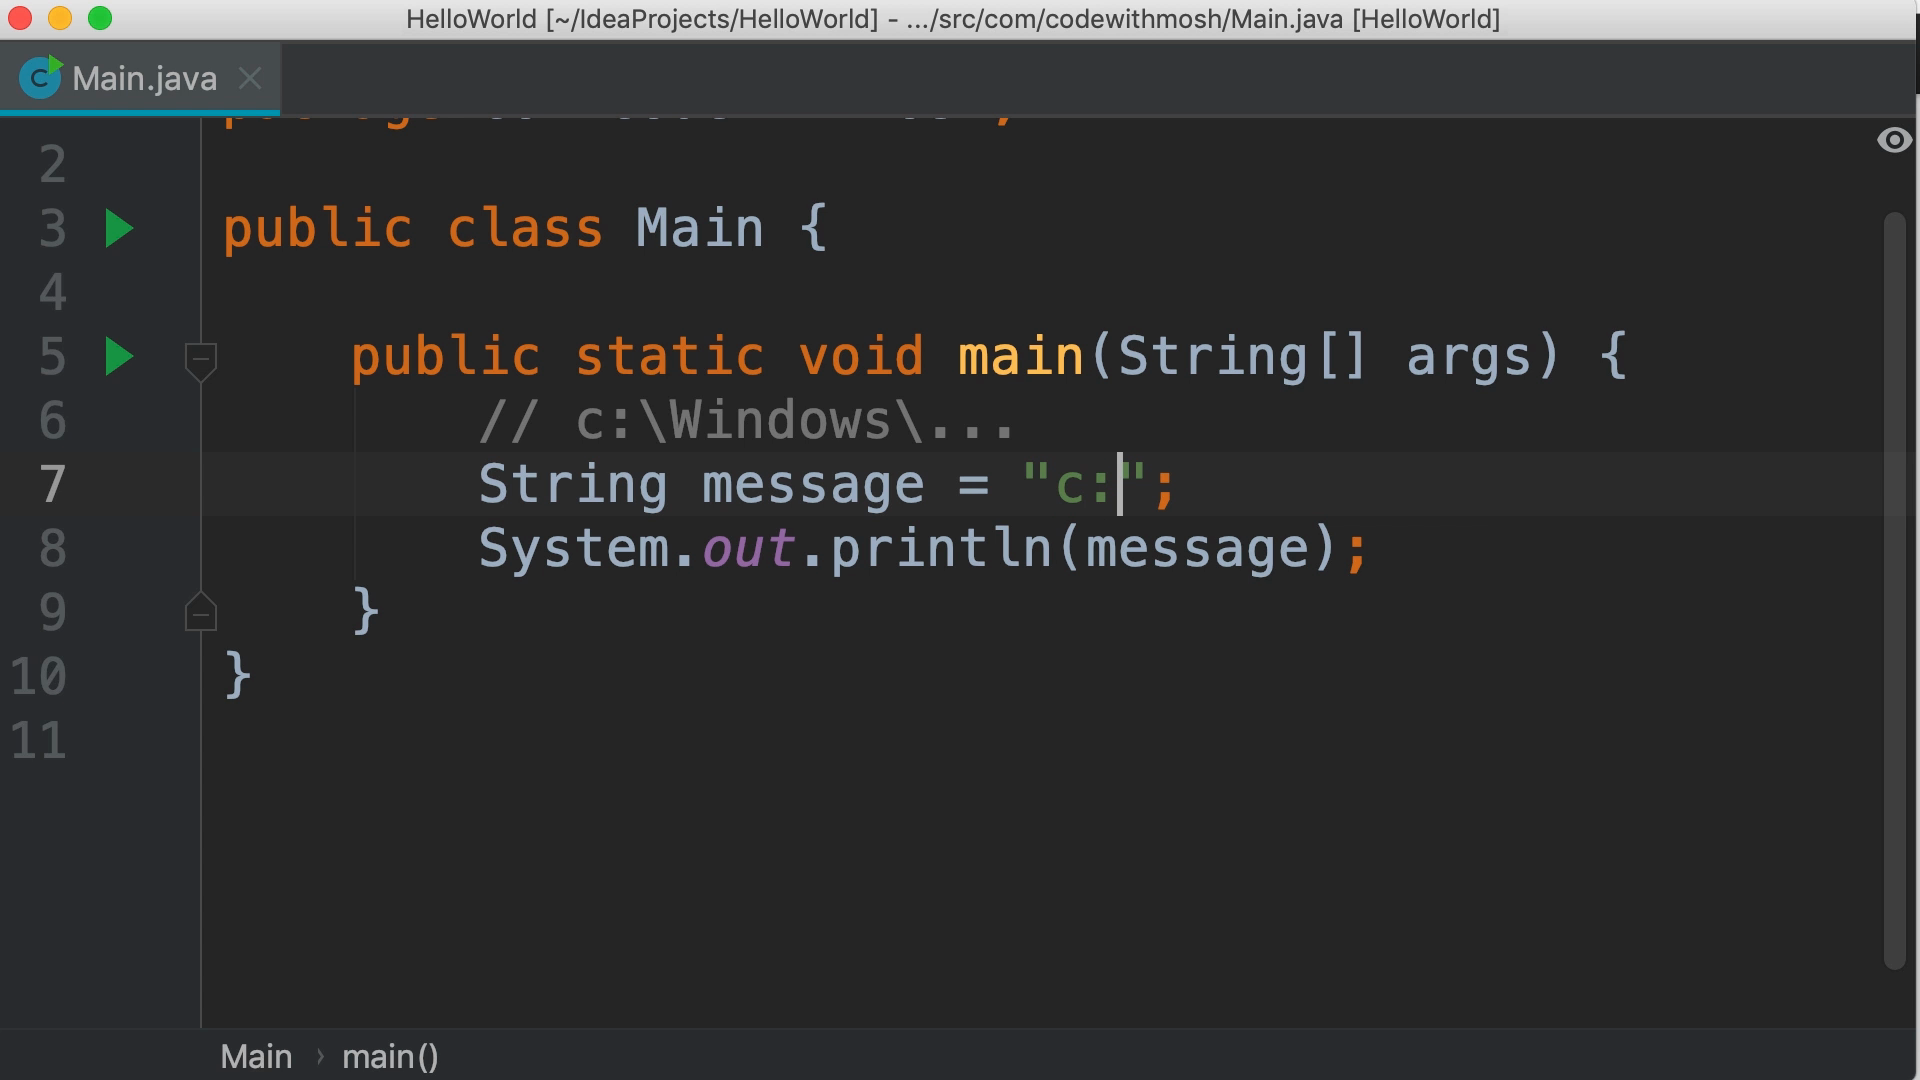 HelloWorld [~/IdeaProjects/HelloWorld] - .../src/com/codewithmosh/Main.java [HelloWorld]
Main.java
2
3 public class Main {
4
5 public static void main(String[] args) {
6 // c:\Windows\...
7 String message = "c:";
8 System.out.println(message);
9 }
10 }
11
Main › main()